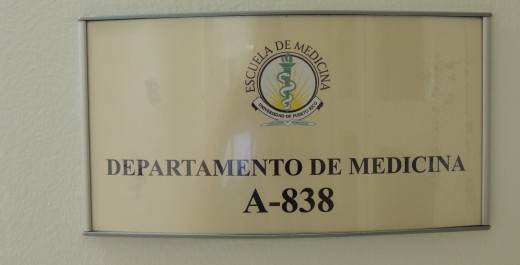 ESCUELA DE MEDICINA
UNIVERSIDAD DE PUERTO RICO
DEPARTAMENTO DE MEDICINA
A-838